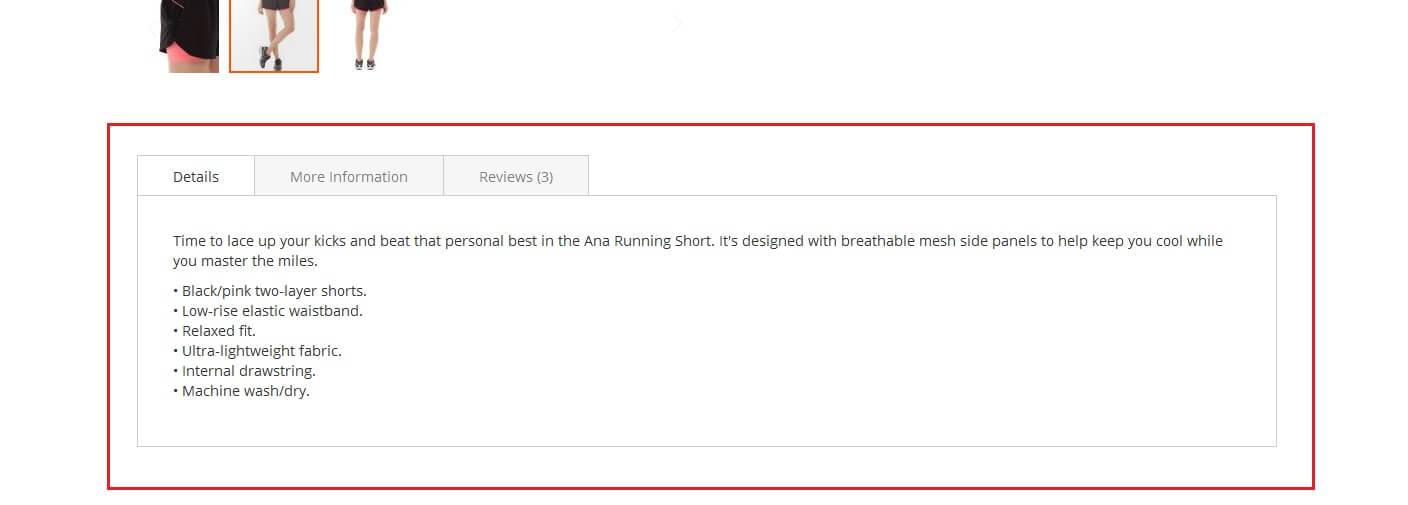 Details
More Information
Reviews (3)
Time to lace up your kicks and beat that personal best in the Ana Running Short. It's designed with breathable mesh side panels to help keep you cool while
you master the miles.
• Black/pink two-layer shorts.
• Low-rise elastic waistband.
• Relaxed fit.
• Ultra-lightweight fabric.
• Internal drawstring.
• Machine wash/dry.